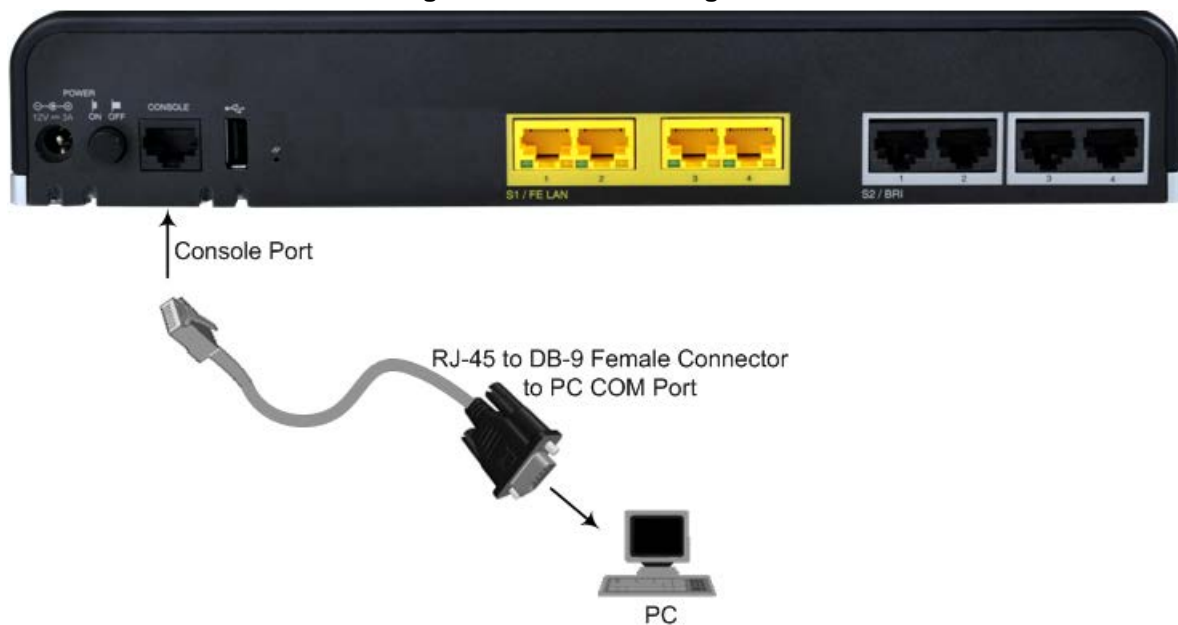 POWER
12V 3A
ON OFF
CONSOLE
1 2 3 4
S1 / FE LAN
1 2 3 4
S2 / BRI
Console Port
RJ-45 to DB-9 Female Connector
to PC COM Port
PC